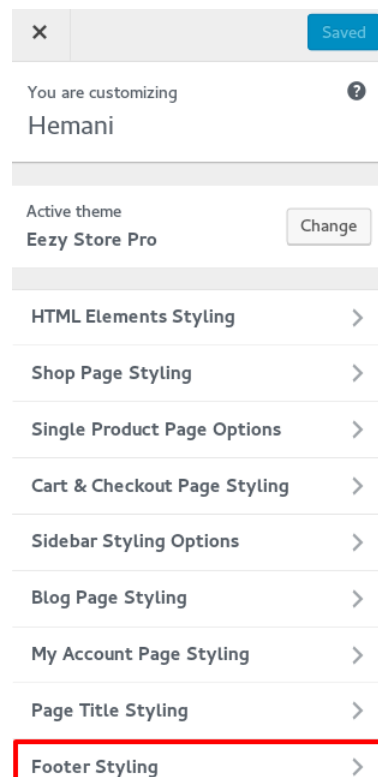 Saved
You are customizing
Hemani
Active theme
Eezy Store Pro
Change
HTML Elements Styling
Shop Page Styling
Single Product Page Options
Cart & Checkout Page Styling
Sidebar Styling Options
Blog Page Styling
My Account Page Styling
Page Title Styling
Footer Styling